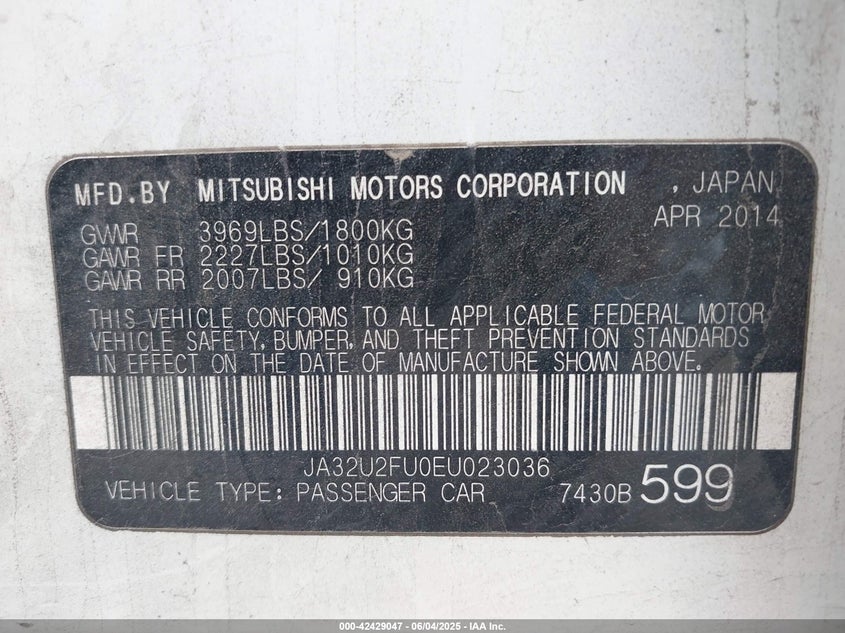 MFD.BY MITSUBISHI MOTORS CORPORATION , JAPAN
APR 2014
GVWR 3969LBS/1800KG
GAWR FR 2227LBS/1010KG
GAWR RR 2007LBS/ 910KG
THIS VEHICLE CONFORMS TO ALL APPLICABLE FEDERAL MOTOR
VEHICLE SAFETY, BUMPER, AND THEFT PREVENTION STANDARDS
IN EFFECT ON THE DATE OF MANUFACTURE SHOWN ABOVE.
JA32U2FU0EU023036
VEHICLE TYPE: PASSENGER CAR 7430B 599
000-42429047 - 06/04/2025 - IAA Inc.